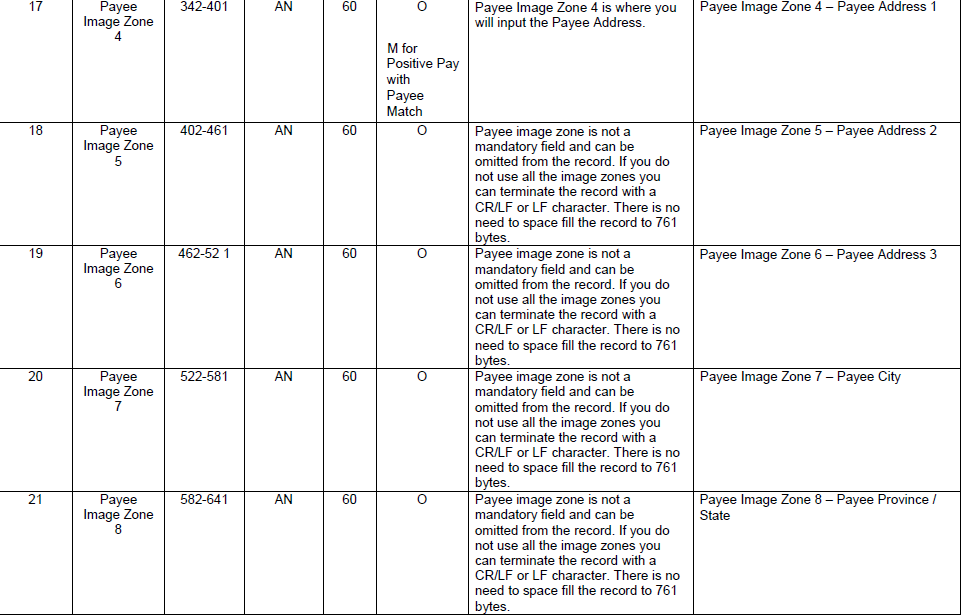 17 Payee 342-401 AN 60 O Payee Image Zone 4 is where you Payee Image Zone 4 – Payee Address 1
Image Zone will input the Payee Address.
4
M for
Positive Pay
with
Payee
Match
18 Payee 402-461 AN 60 O Payee image zone is not a Payee Image Zone 5 – Payee Address 2
Image Zone mandatory field and can be
5 omitted from the record. If you do
not use all the image zones you
can terminate the record with a
CR/LF or LF character. There is no
need to space fill the record to 761
bytes.
19 Payee 462-52 1 AN 60 O Payee image zone is not a Payee Image Zone 6 – Payee Address 3
Image Zone mandatory field and can be
6 omitted from the record. If you do
not use all the image zones you
can terminate the record with a
CR/LF or LF character. There is no
need to space fill the record to 761
bytes.
20 Payee 522-581 AN 60 O Payee image zone is not a Payee Image Zone 7 – Payee City
Image Zone mandatory field and can be
7 omitted from the record. If you do
not use all the image zones you
can terminate the record with a
CR/LF or LF character. There is no
need to space fill the record to 761
bytes.
21 Payee 582-641 AN 60 O Payee image zone is not a Payee Image Zone 8 – Payee Province /
Image Zone mandatory field and can be State
8 omitted from the record. If you do
not use all the image zones you
can terminate the record with a
CR/LF or LF character. There is no
need to space fill the record to 761
bytes.